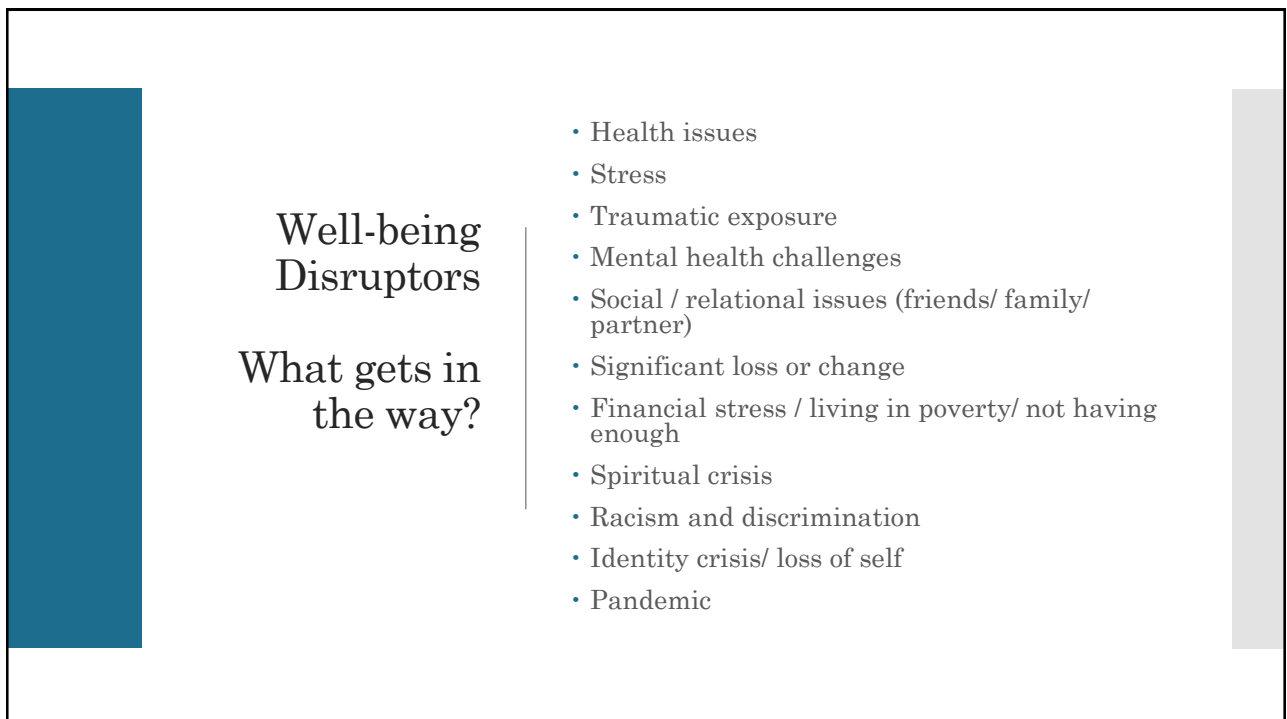 Well-being
Disruptors
What gets in
the way?
• Health issues
• Stress
• Traumatic exposure
• Mental health challenges
• Social / relational issues (friends/ family/
partner)
• Significant loss or change
• Financial stress / living in poverty/ not having
enough
• Spiritual crisis
• Racism and discrimination
• Identity crisis/ loss of self
• Pandemic